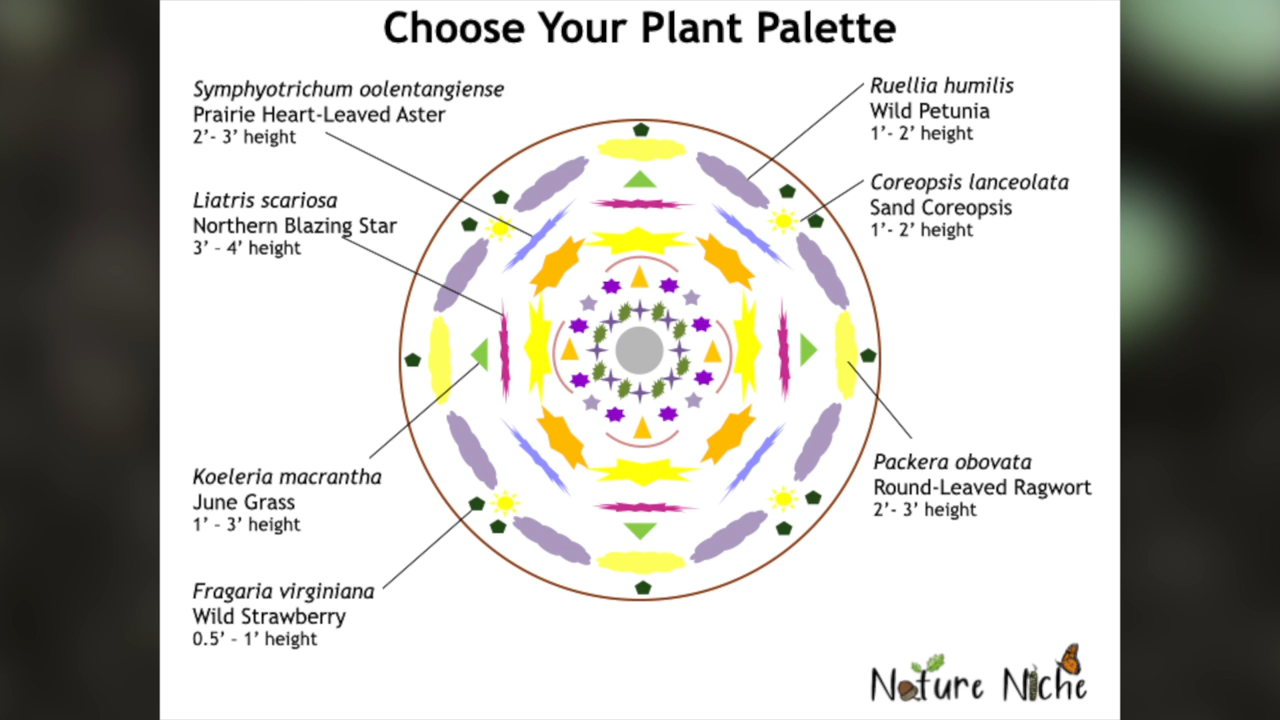 Choose Your Plant Palette
Symphyotrichum oolentangiense
Prairie Heart-Leaved Aster
2’- 3’ height
Liatris scariosa
Northern Blazing Star
3’ – 4’ height
Koeleria macrantha
June Grass
1’ – 3’ height
Fragaria virginiana
Wild Strawberry
0.5’ – 1’ height
Ruellia humilis
Wild Petunia
1’- 2’ height
Coreopsis lanceolata
Sand Coreopsis
1’- 2’ height
Packera obovata
Round-Leaved Ragwort
2’- 3’ height
Nature Niche